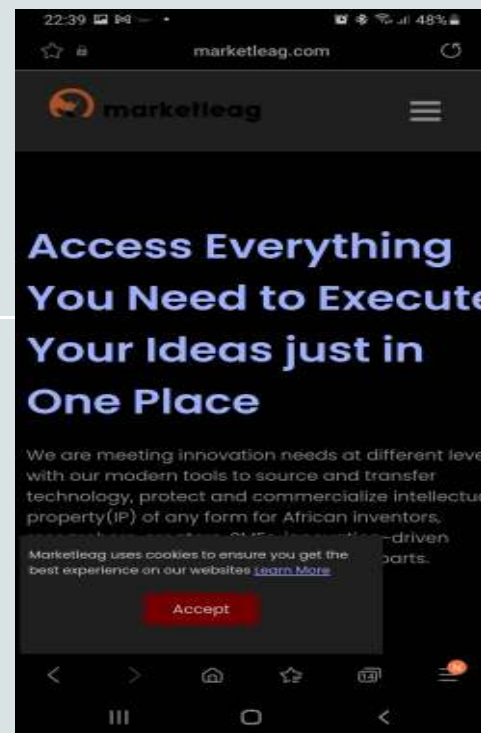 22:39
48%
marketleag.com
marketleag
Access Everything
You Need to Execute
Your Ideas just in
One Place
We are meeting innovation needs at different leve
with our modern tools to source and transfer
technology, protect and commercialize intellectu
property(IP) of any form for African inventors,
-driven
Marketleag uses cookies to ensure you get the
parts.
best experience on our websites Learn More
Accept
14
N